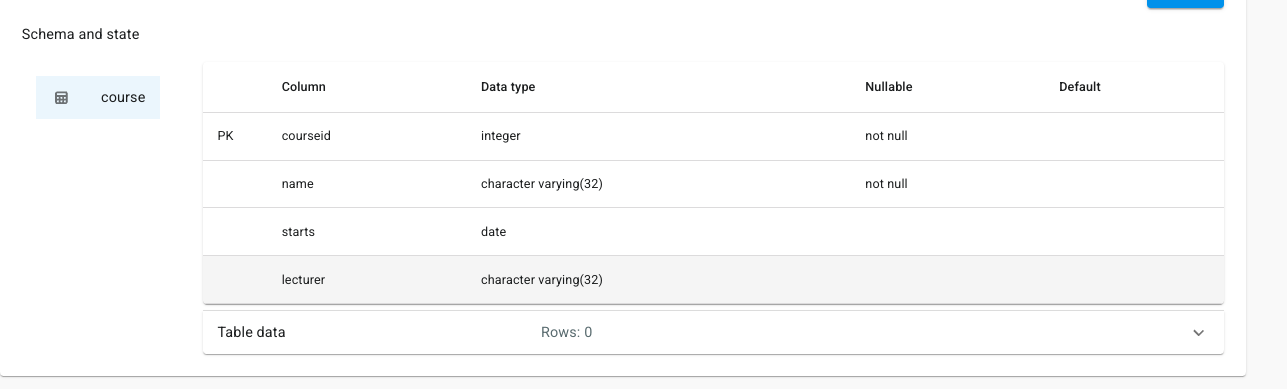 Schema and state
course
Column Data type Nullable Default
PK courseid integer not null
name character varying(32) not null
starts date
lecturer character varying(32)
Table data Rows: 0